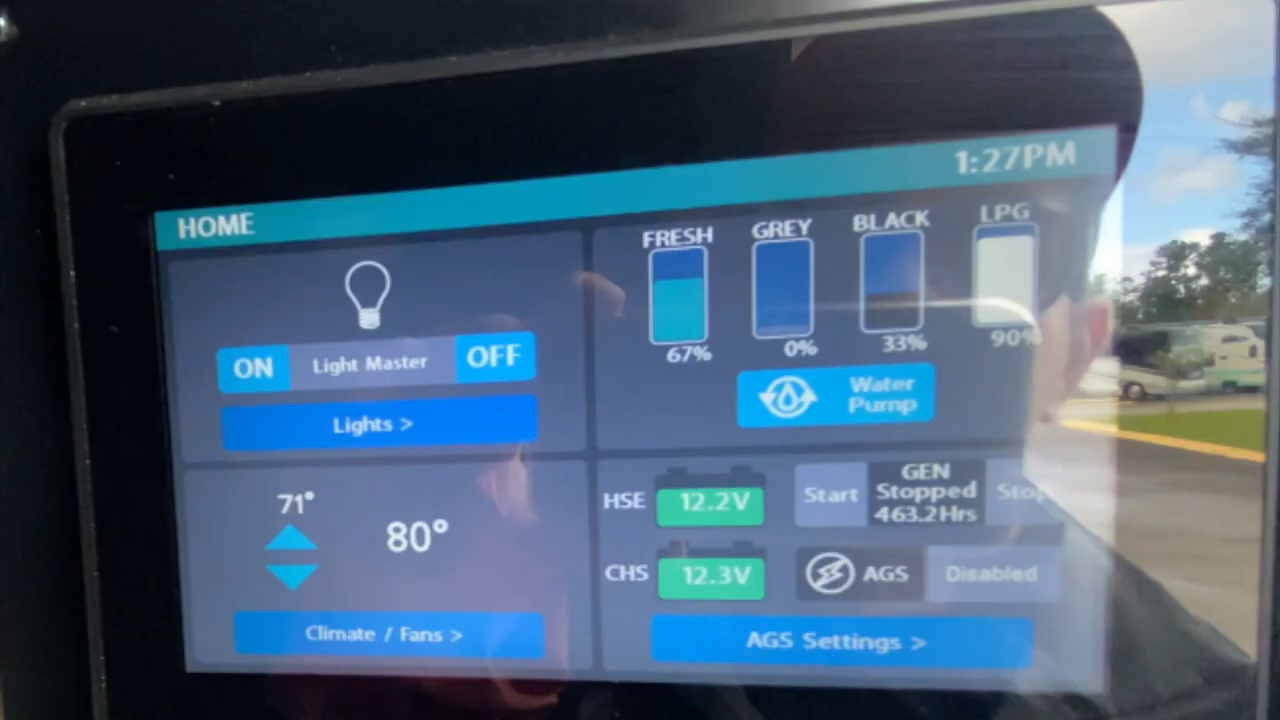 HOME
1:27PM
ON
Light Master
OFF
Lights >
FRESH
GREY
BLACK
LPG
67%
0%
33%
90%
Water
Pump
71°
80°
Climate / Fans >
HSE
12.2V
Start
GEN
Stopped
463.2Hrs
Stop
CHS
12.3V
AGS
Disabled
AGS Settings >